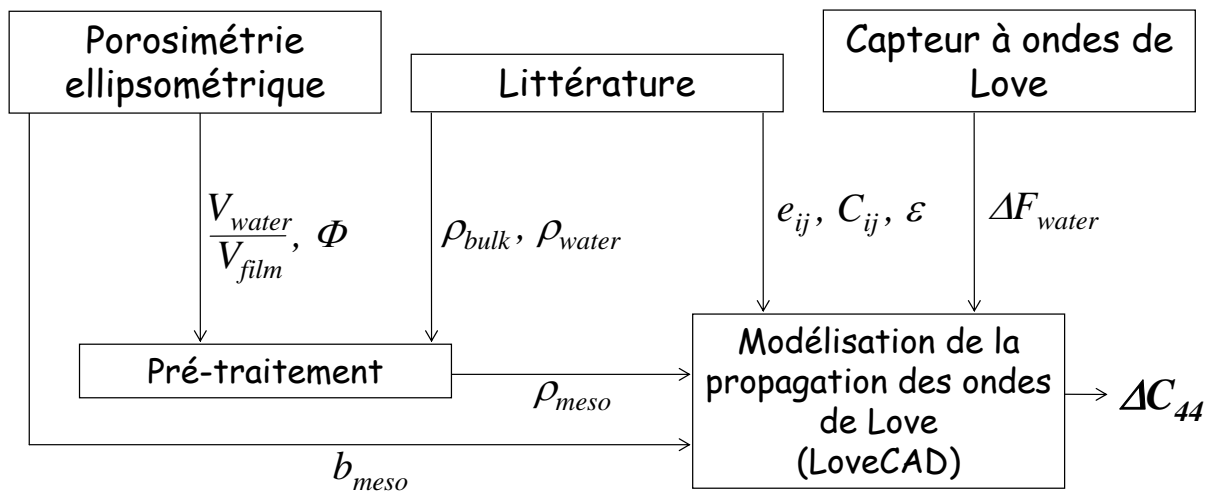 Porosimétrie
ellipsométrique
Littérature
Capteur à ondes de
Love
V_water
V_film
, Φ
ρ_bulk, ρ_water
e_ij, C_ij, ε
ΔF_water
Pré-traitement
ρ_meso
b_meso
Modélisation de la
propagation des ondes
de Love
(LoveCAD)
ΔC_44